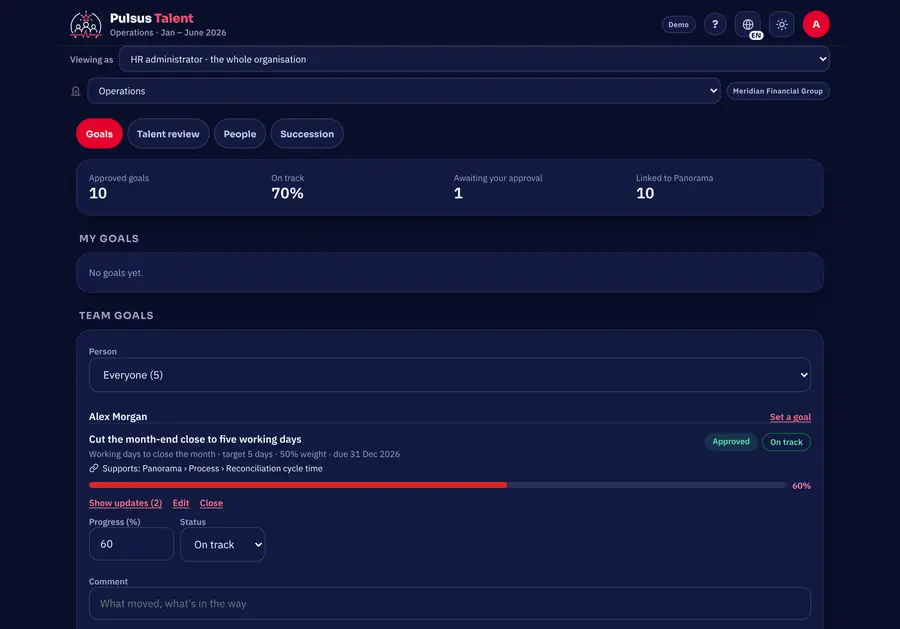 Pulsus Talent
Operations · Jan – June 2026
Demo
?
EN
A
Viewing as
HR administrator · the whole organisation
Operations
Meridian Financial Group
Goals
Talent review
People
Succession
Approved goals
10
On track
70%
Awaiting your approval
1
Linked to Panorama
10
MY GOALS
No goals yet.
TEAM GOALS
Person
Everyone (5)
Alex Morgan
Set a goal
Cut the month-end close to five working days
Approved
On track
Working days to close the month · target 5 days · 50% weight · due 31 Dec 2026
Supports: Panorama › Process › Reconciliation cycle time
60%
Show updates (2)
Edit
Close
Progress (%)
Status
60
On track
Comment
What moved, what's in the way